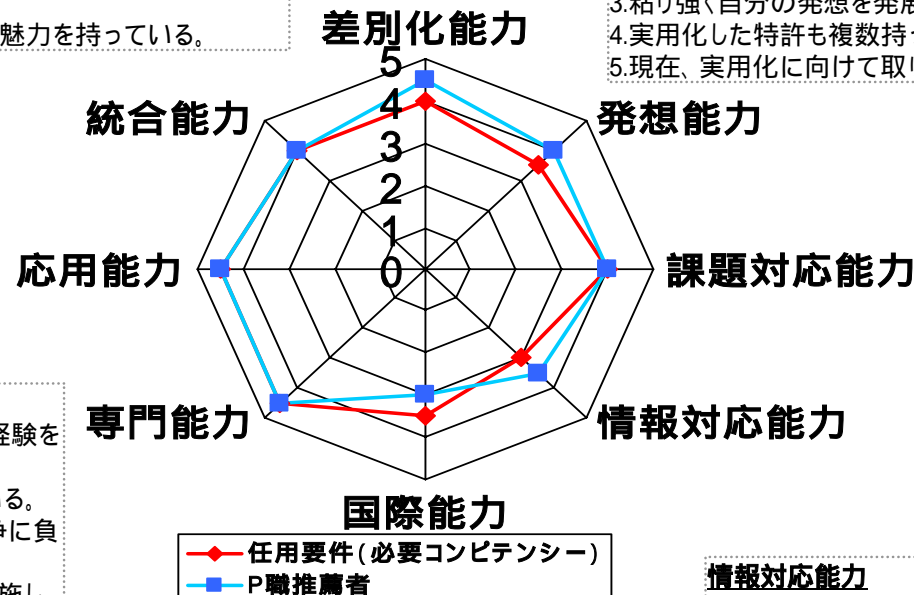 魅力を持っている。
差別化能力
3.粘り強く自分の発想を発展
4.実用化した特許も複数持
5.現在、実用化に向けて取り
5
4
3
2
1
0
統合能力
発想能力
応用能力
課題対応能力
専門能力
情報対応能力
国際能力
経験を
る。
争に負
施し
任用要件(必要コンピテンシー)
P職推薦者
情報対応能力